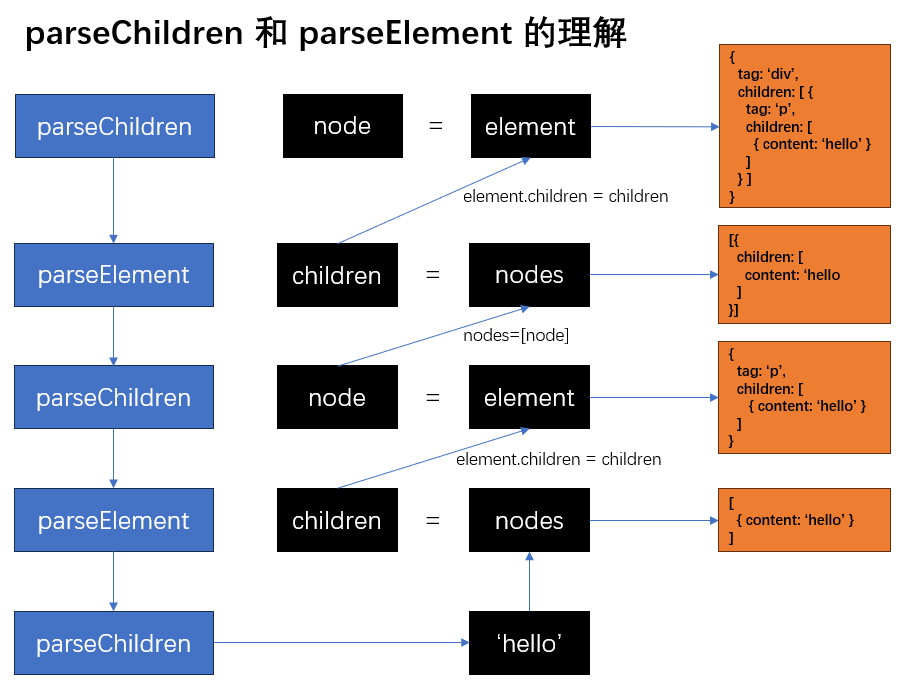 parseChildren 和 parseElement 的理解
parseChildren
node
=
element
{
tag: ‘div’,
children: [ {
tag: ‘p’,
children: [
{ content: ‘hello’ }
]
} ]
}
element.children = children
parseElement
children
=
nodes
[{
children: [
content: ‘hello
]
}]
nodes=[node]
parseChildren
node
=
element
{
tag: ‘p’,
children: [
{ content: ‘hello’ }
]
}
element.children = children
parseElement
children
=
nodes
[
{ content: ‘hello’ }
]
parseChildren
‘hello’